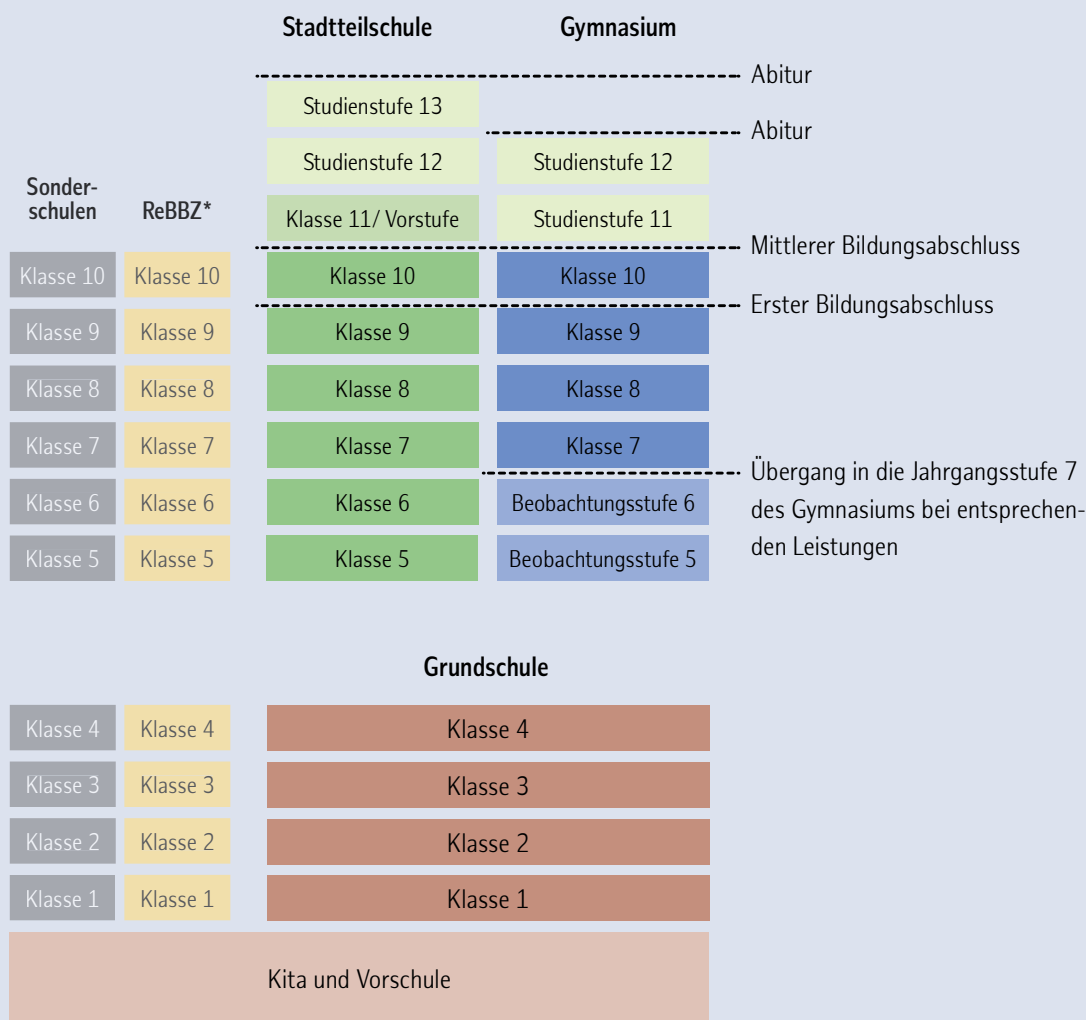 Stadtteilschule Gymnasium
Abitur
Studienstufe 13
Abitur
Studienstufe 12 Studienstufe 12
Sonder-
schulen ReBBZ* Klasse 11/ Vorstufe Studienstufe 11
Mittlerer Bildungsabschluss
Klasse 10 Klasse 10 Klasse 10 Klasse 10
Erster Bildungsabschluss
Klasse 9 Klasse 9 Klasse 9 Klasse 9
Klasse 8 Klasse 8 Klasse 8 Klasse 8
Klasse 7 Klasse 7 Klasse 7 Klasse 7
Übergang in die Jahrgangsstufe 7
des Gymnasiums bei entsprechen-
den Leistungen
Klasse 6 Klasse 6 Klasse 6 Beobachtungsstufe 6
Klasse 5 Klasse 5 Klasse 5 Beobachtungsstufe 5
Grundschule
Klasse 4 Klasse 4 Klasse 4
Klasse 3 Klasse 3 Klasse 3
Klasse 2 Klasse 2 Klasse 2
Klasse 1 Klasse 1 Klasse 1
Kita und Vorschule